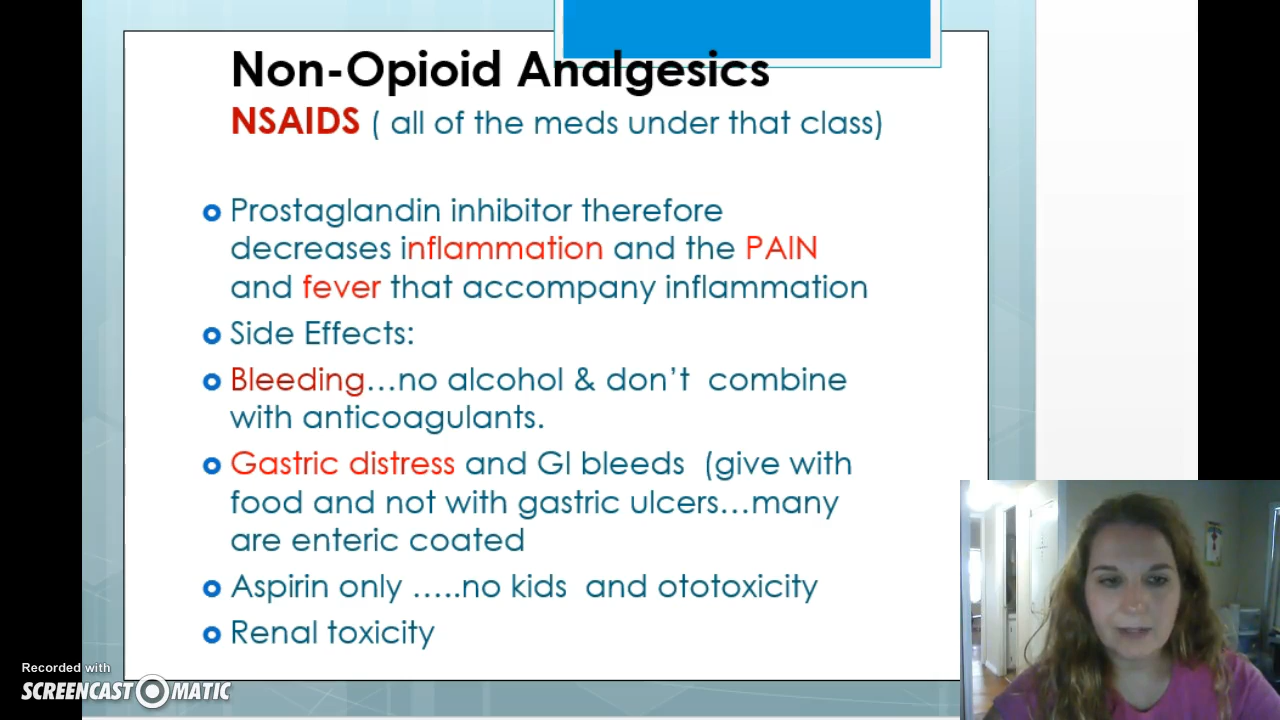 Non-Opioid Analgesics
NSAIDS ( all of the meds under that class)
Prostaglandin inhibitor therefore
decreases inflammation and the PAIN
and fever that accompany inflammation
Side Effects:
Bleeding…no alcohol & don’t combine
with anticoagulants.
Gastric distress and GI bleeds (give with
food and not with gastric ulcers…many
are enteric coated
Aspirin only …..no kids and ototoxicity
Renal toxicity
Recorded with
SCREENCAST O MATIC